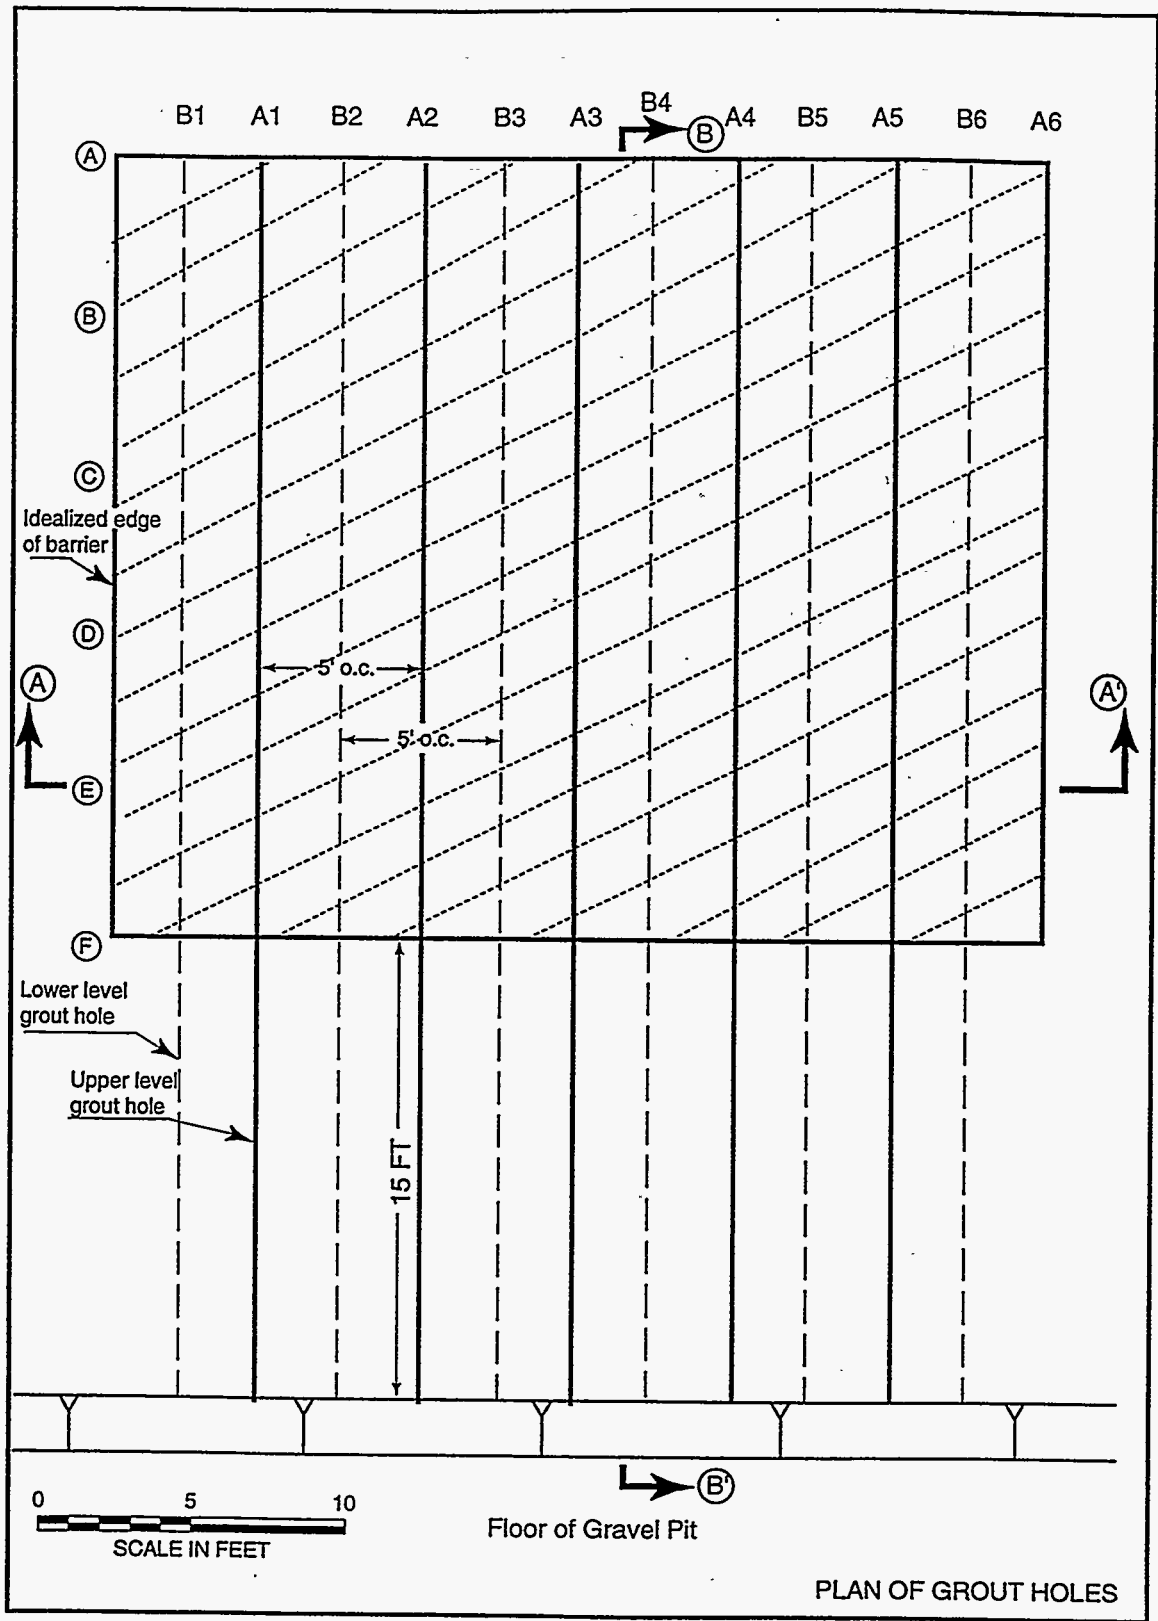 B1 A1 B2 A2 B3 A3 B4 A4 B5 A5 B6 A6
B
A
B
C
Idealized edge
of barrier
D
5' o.c.
A
A'
5' o.c.
E
F
Lower level
grout hole
Upper level
grout hole
15 FT
B'
0 5 10
SCALE IN FEET
Floor of Gravel Pit
PLAN OF GROUT HOLES